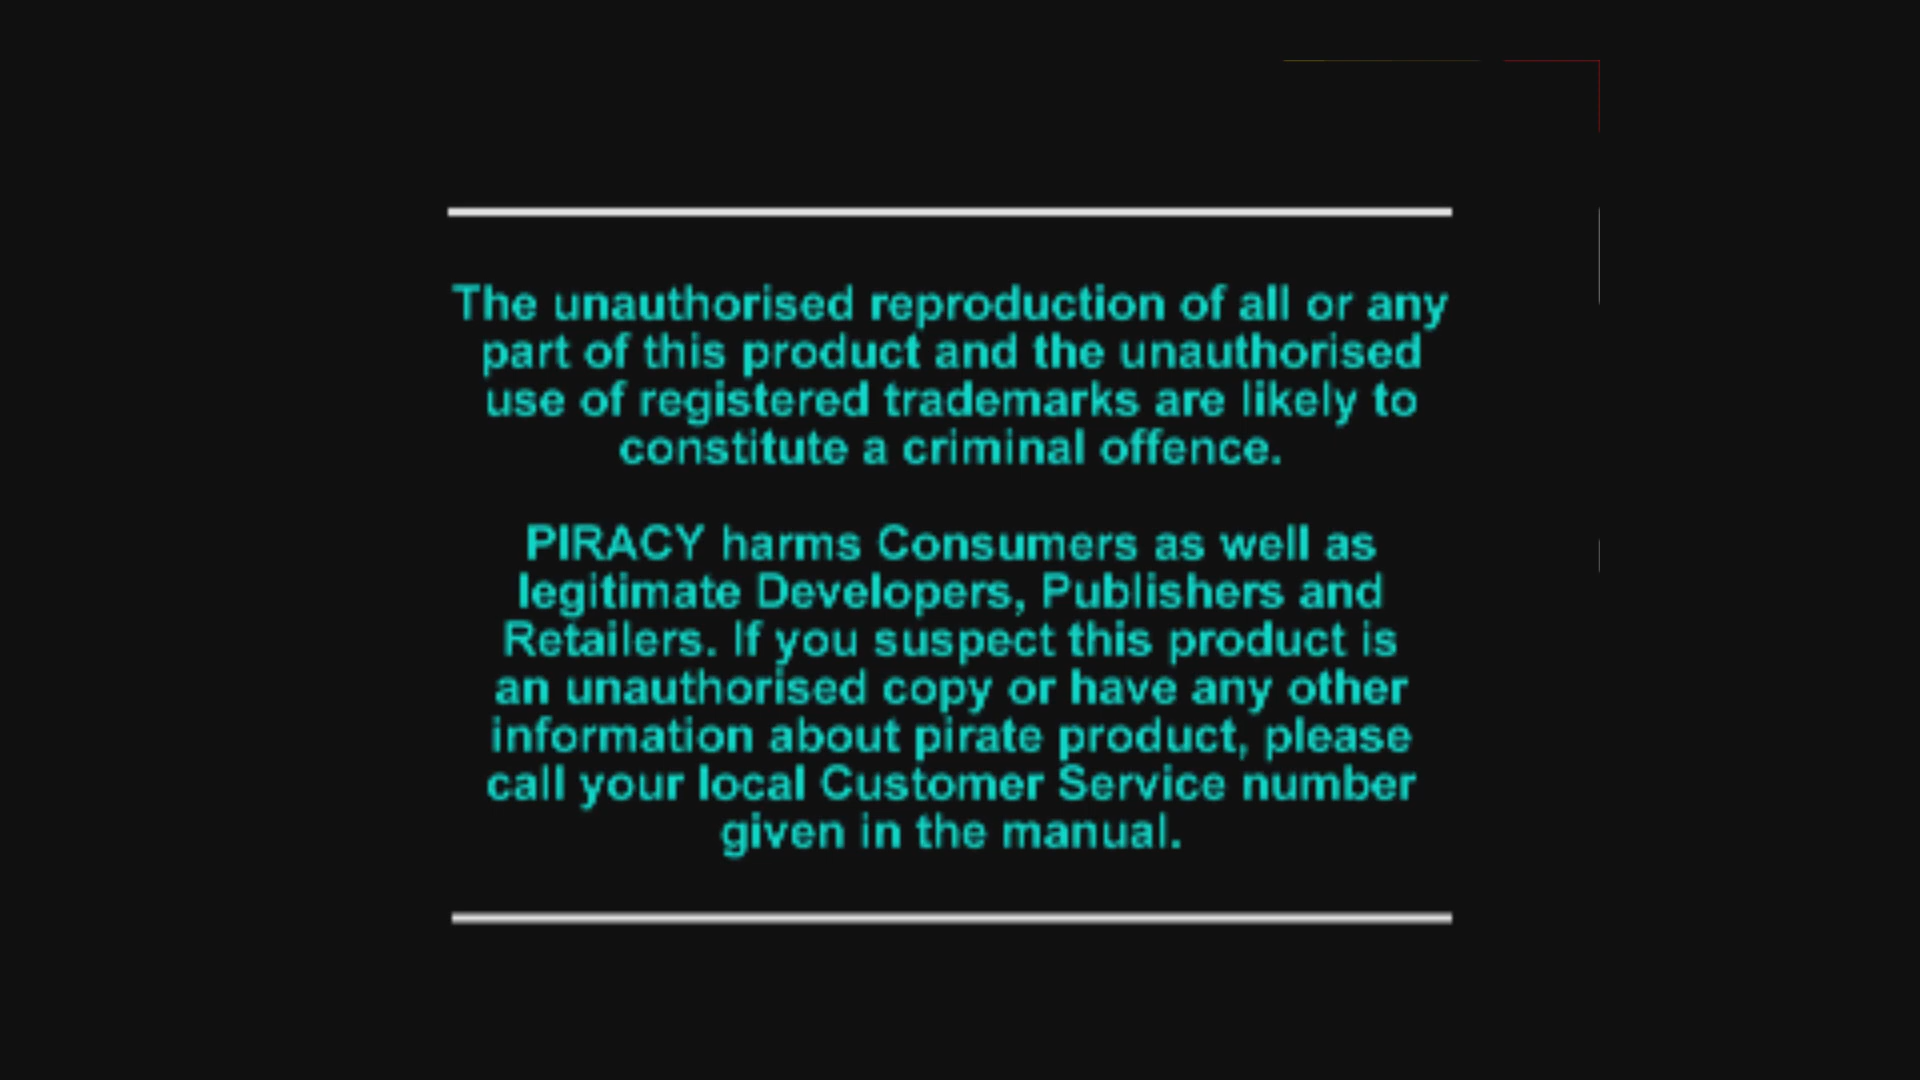 The unauthorised reproduction of all or any
part of this product and the unauthorised
use of registered trademarks are likely to
constitute a criminal offence.
PIRACY harms Consumers as well as
legitimate Developers, Publishers and
Retailers. If you suspect this product is
an unauthorised copy or have any other
information about pirate product, please
call your local Customer Service number
given in the manual.